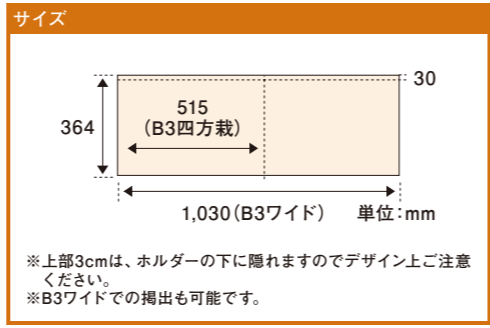 サイズ
30
515
364
(B3四方裁)
1,030(B3ワイド)
単位:mm
※上部3cmは、ホルダーの下に隠れますのでデザイン上ご注意
ください。
※B3ワイドでの掲出も可能です。